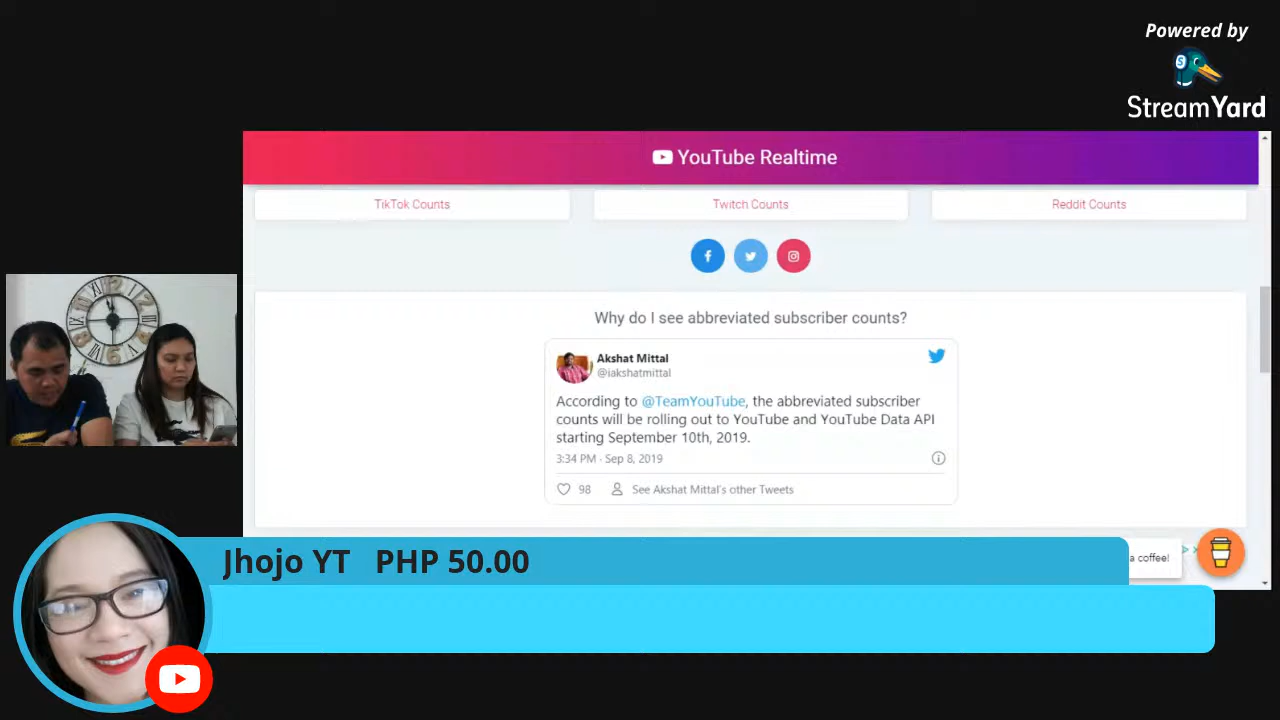 Powered by
StreamYard
YouTube Realtime
TikTok Counts
Twitch Counts
Reddit Counts
Why do I see abbreviated subscriber counts?
Akshat Mittal
@iakshatmittal
According to @TeamYouTube, the abbreviated subscriber
counts will be rolling out to YouTube and YouTube Data API
starting September 10th, 2019.
3:34 PM · Sep 8, 2019
98 See Akshat Mittal's other Tweets
a coffee!
Jhojo YT PHP 50.00